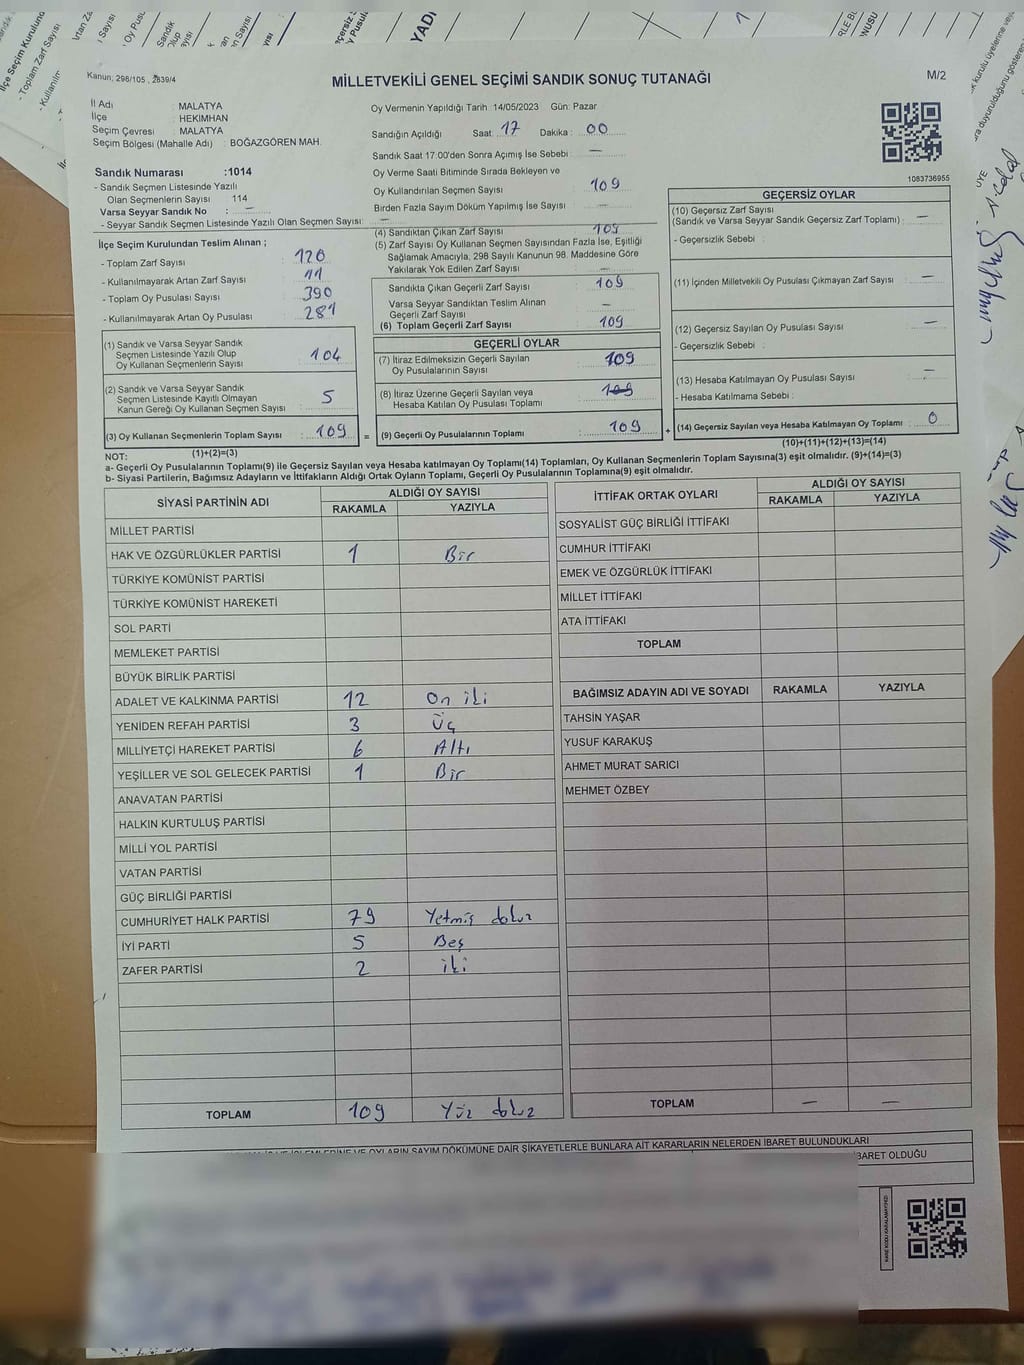 Kanun: 298/105 , 2839/4
MİLLETVEKİLİ GENEL SEÇİMİ SANDIK SONUÇ TUTANAĞI
M/2
İl Adı : MALATYA
İlçe : HEKİMHAN
Seçim Çevresi : MALATYA
Seçim Bölgesi (Mahalle Adı) : BOĞAZGÖREN MAH.
Oy Vermenin Yapıldığı Tarih: 14/05/2023 Gün: Pazar
Sandığın Açıldığı Saat: 17 Dakika : 00
Sandık Saat 17:00'den Sonra Açımış İse Sebebi : —
Oy Verme Saati Bitiminde Sırada Bekleyen ve
Oy Kullandırılan Seçmen Sayısı 109
Birden Fazla Sayım Döküm Yapılmış İse Sayısı —
1083736955
Sandık Numarası :1014
- Sandık Seçmen Listesinde Yazılı
Olan Seçmenlerin Sayısı 114
Varsa Seyyar Sandık No : —
- Seyyar Sandık Seçmen Listesinde Yazılı Olan Seçmen Sayısı: —
İlçe Seçim Kurulundan Teslim Alınan ;
- Toplam Zarf Sayısı : 120
- Kullanılmayarak Artan Zarf Sayısı : 11
- Toplam Oy Pusulası Sayısı : 390
- Kullanılmayarak Artan Oy Pusulası : 281
(1) Sandık ve Varsa Seyyar Sandık
Seçmen Listesinde Yazılı Olup
Oy Kullanan Seçmenlerin Sayısı : 104
(2) Sandık ve Varsa Seyyar Sandık
Seçmen Listesinde Kayıtlı Olmayan
Kanun Gereği Oy Kullanan Seçmen Sayısı : 5
(3) Oy Kullanan Seçmenlerin Toplam Sayısı : 109
(1)+(2)=(3)
(4) Sandıktan Çıkan Zarf Sayısı 109
(5) Zarf Sayısı Oy Kullanan Seçmen Sayısından Fazla İse, Eşitliği
Sağlamak Amacıyla, 298 Sayılı Kanunun 98. Maddesine Göre
Yakılarak Yok Edilen Zarf Sayısı —
Sandıkta Çıkan Geçerli Zarf Sayısı : 109
Varsa Seyyar Sandıktan Teslim Alınan
Geçerli Zarf Sayısı : —
(6) Toplam Geçerli Zarf Sayısı : 109
GEÇERLİ OYLAR
(7) İtiraz Edilmeksizin Geçerli Sayılan
Oy Pusulalarının Sayısı : 109
(8) İtiraz Üzerine Geçerli Sayılan veya
Hesaba Katılan Oy Pusulası Toplamı : 109
= (9) Geçerli Oy Pusulalarının Toplamı : 109
GEÇERSİZ OYLAR
(10) Geçersiz Zarf Sayısı
(Sandık ve Varsa Seyyar Sandık Geçersiz Zarf Toplamı) : —
- Geçersizlik Sebebi :
(11) İçinden Milletvekili Oy Pusulası Çıkmayan Zarf Sayısı : —
(12) Geçersiz Sayılan Oy Pusulası Sayısı : —
- Geçersizlik Sebebi :
(13) Hesaba Katılmayan Oy Pusulası Sayısı : —
- Hesaba Katılmama Sebebi :
+ (14) Geçersiz Sayılan veya Hesaba Katılmayan Oy Toplamı : 0
(10)+(11)+(12)+(13)=(14)
NOT:
a- Geçerli Oy Pusulalarının Toplamı(9) ile Geçersiz Sayılan veya Hesaba katılmayan Oy Toplamı(14) Toplamları, Oy Kullanan Seçmenlerin Toplam Sayısına(3) eşit olmalıdır. (9)+(14)=(3)
b- Siyasi Partilerin, Bağımsız Adayların ve İttifakların Aldığı Ortak Oyların Toplamı, Geçerli Oy Pusulalarının Toplamına(9) eşit olmalıdır.
SİYASİ PARTİNİN ADI ALDIĞI OY SAYISI
RAKAMLA YAZIYLA
MİLLET PARTİSİ
HAK VE ÖZGÜRLÜKLER PARTİSİ 1 Bir
TÜRKİYE KOMÜNİST PARTİSİ
TÜRKİYE KOMÜNİST HAREKETİ
SOL PARTİ
MEMLEKET PARTİSİ
BÜYÜK BİRLİK PARTİSİ
ADALET VE KALKINMA PARTİSİ 12 On iki
YENİDEN REFAH PARTİSİ 3 Üç
MİLLİYETÇİ HAREKET PARTİSİ 6 Altı
YEŞİLLER VE SOL GELECEK PARTİSİ 1 Bir
ANAVATAN PARTİSİ
HALKIN KURTULUŞ PARTİSİ
MİLLİ YOL PARTİSİ
VATAN PARTİSİ
GÜÇ BİRLİĞİ PARTİSİ
CUMHURİYET HALK PARTİSİ 79 Yetmiş dokuz
İYİ PARTİ 5 Beş
ZAFER PARTİSİ 2 iki
TOPLAM 109 Yüz dokuz
İTTİFAK ORTAK OYLARI ALDIĞI OY SAYISI
RAKAMLA YAZIYLA
SOSYALİST GÜÇ BİRLİĞİ İTTİFAKI
CUMHUR İTTİFAKI
EMEK VE ÖZGÜRLÜK İTTİFAKI
MİLLET İTTİFAKI
ATA İTTİFAKI
TOPLAM
BAĞIMSIZ ADAYIN ADI VE SOYADI RAKAMLA YAZIYLA
TAHSİN YAŞAR
YUSUF KARAKUŞ
AHMET MURAT SARICI
MEHMET ÖZBEY
TOPLAM — —
OYLARIN SAYIM DÖKÜMÜNE DAİR ŞİKAYETLERLE BUNLARA AİT KARARLARIN NELERDEN İBARET BULUNDUKLARI
İBARET OLDUĞU